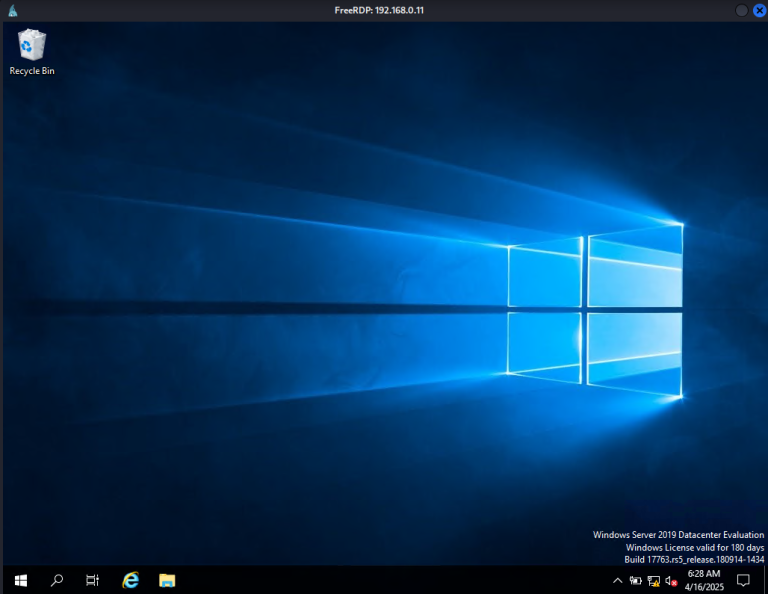 FreeRDP: 192.168.0.11
Recycle Bin
Windows Server 2019 Datacenter Evaluation
Windows License valid for 180 days
Build 17763.rs5_release.180914-1434
6:28 AM
4/16/2025